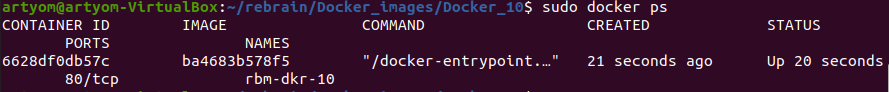 artyom@artyom-VirtualBox:~/rebrain/Docker_images/Docker_10$ sudo docker ps
CONTAINER ID   IMAGE          COMMAND                  CREATED          STATUS
   PORTS     NAMES
6628df0db57c   ba4683b578f5   "/docker-entrypoint.…"   21 seconds ago   Up 20 seconds
   80/tcp    rbm-dkr-10